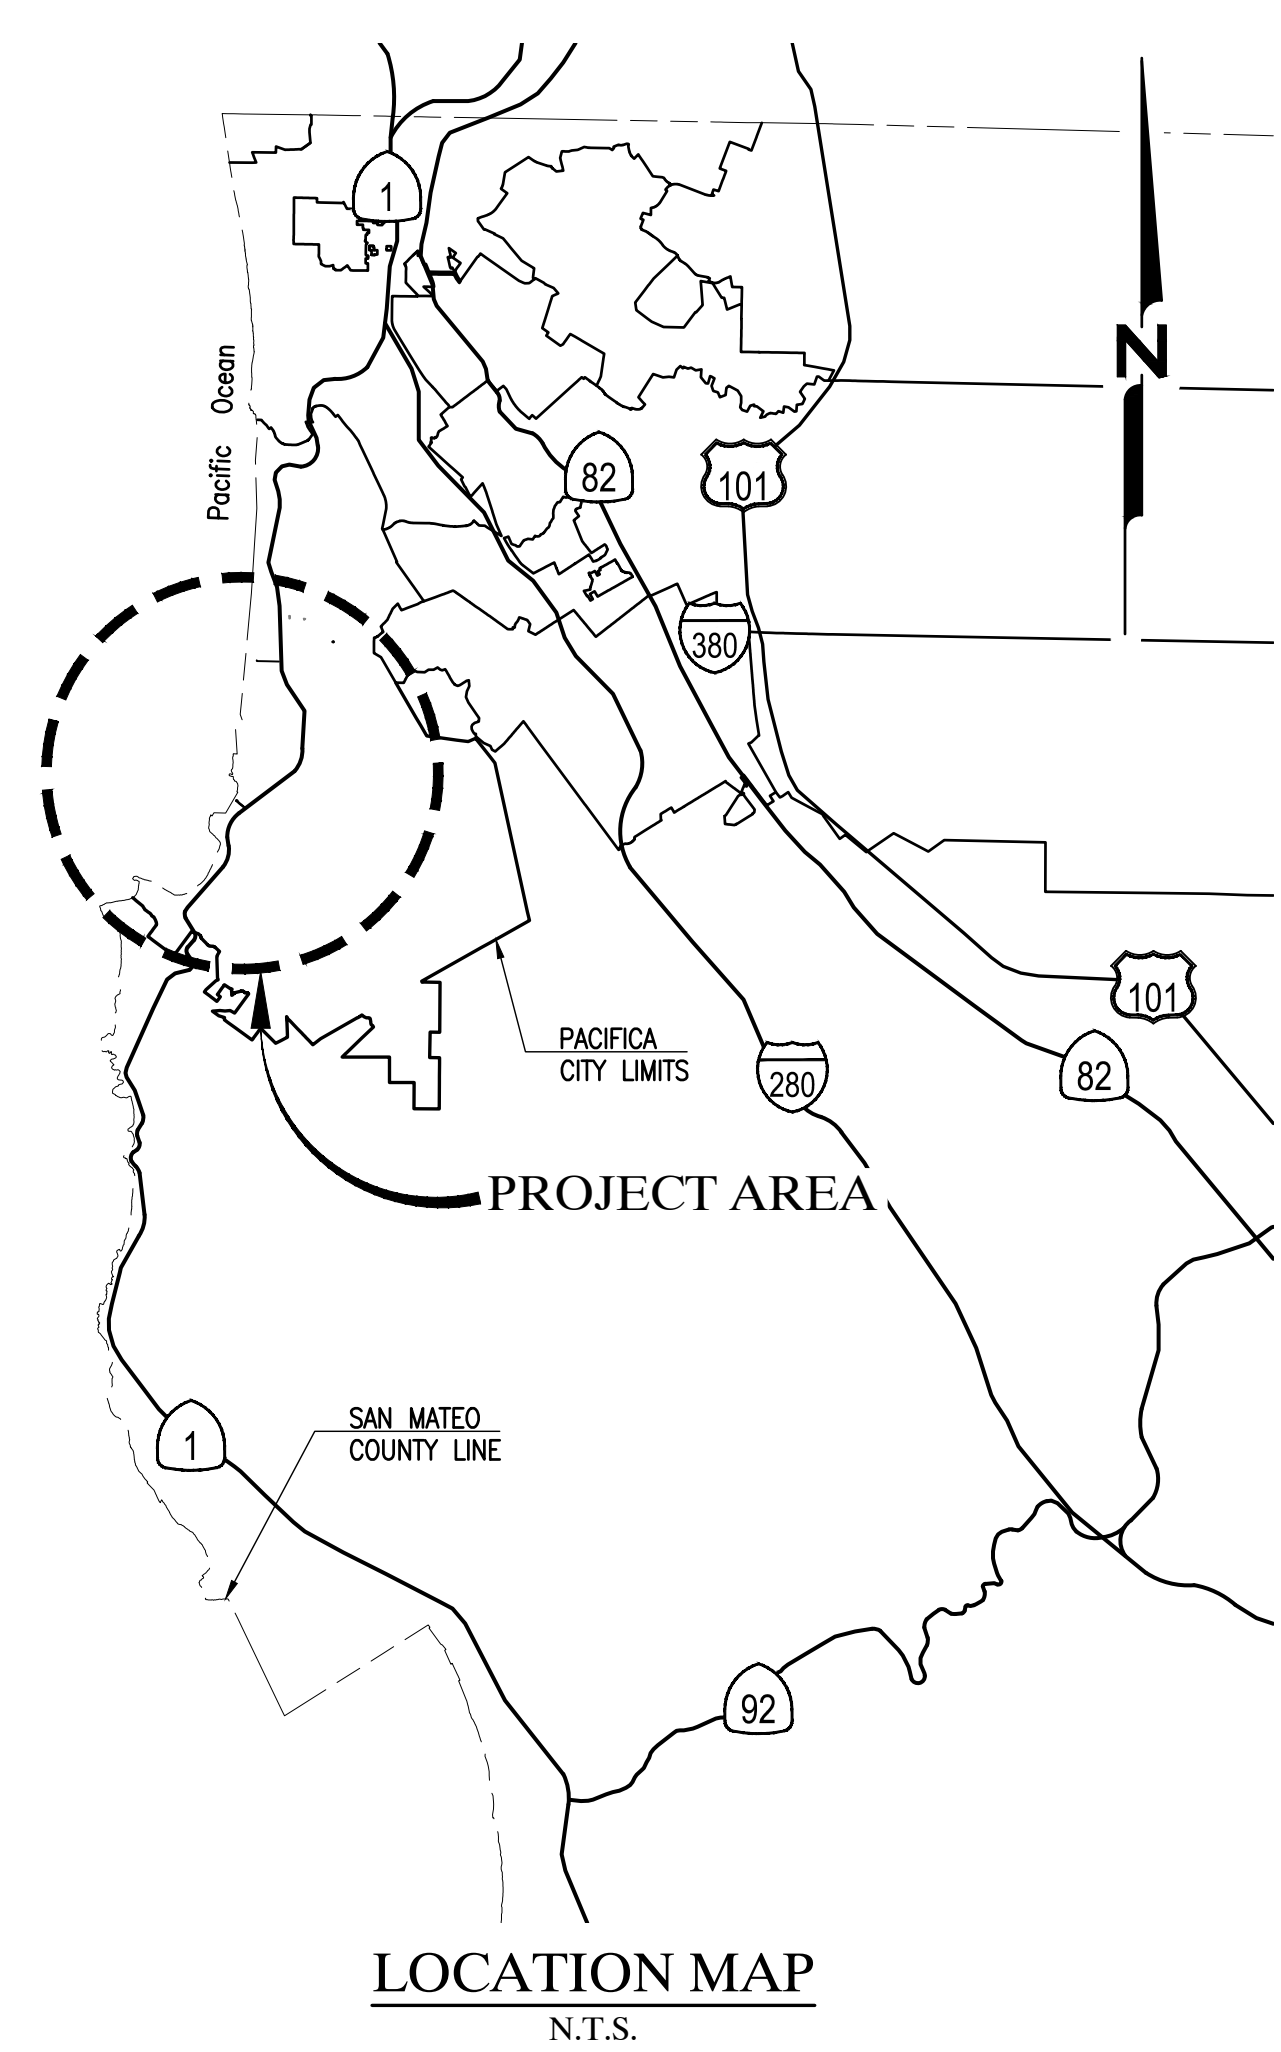 1
N
Pacific Ocean
82
101
380
101
PACIFICA
CITY LIMITS
280
82
PROJECT AREA
SAN MATEO
COUNTY LINE
1
92
LOCATION MAP
N.T.S.